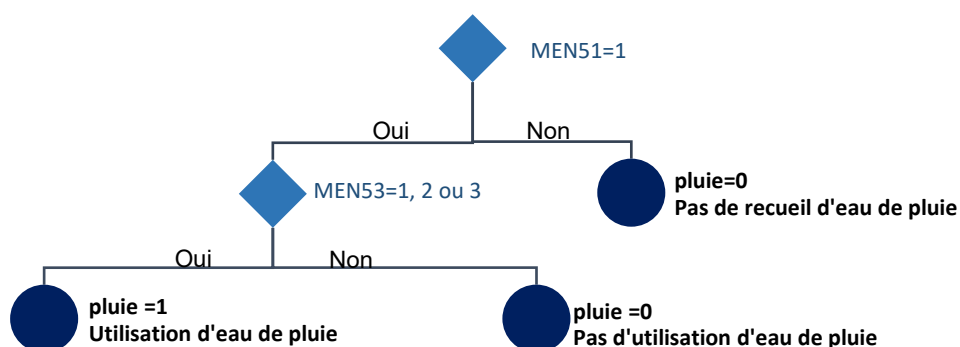 MEN51=1
Oui
Non
MEN53=1, 2 ou 3
pluie=0
Pas de recueil d'eau de pluie
Oui
Non
pluie =1
Utilisation d'eau de pluie
pluie =0
Pas d'utilisation d'eau de pluie